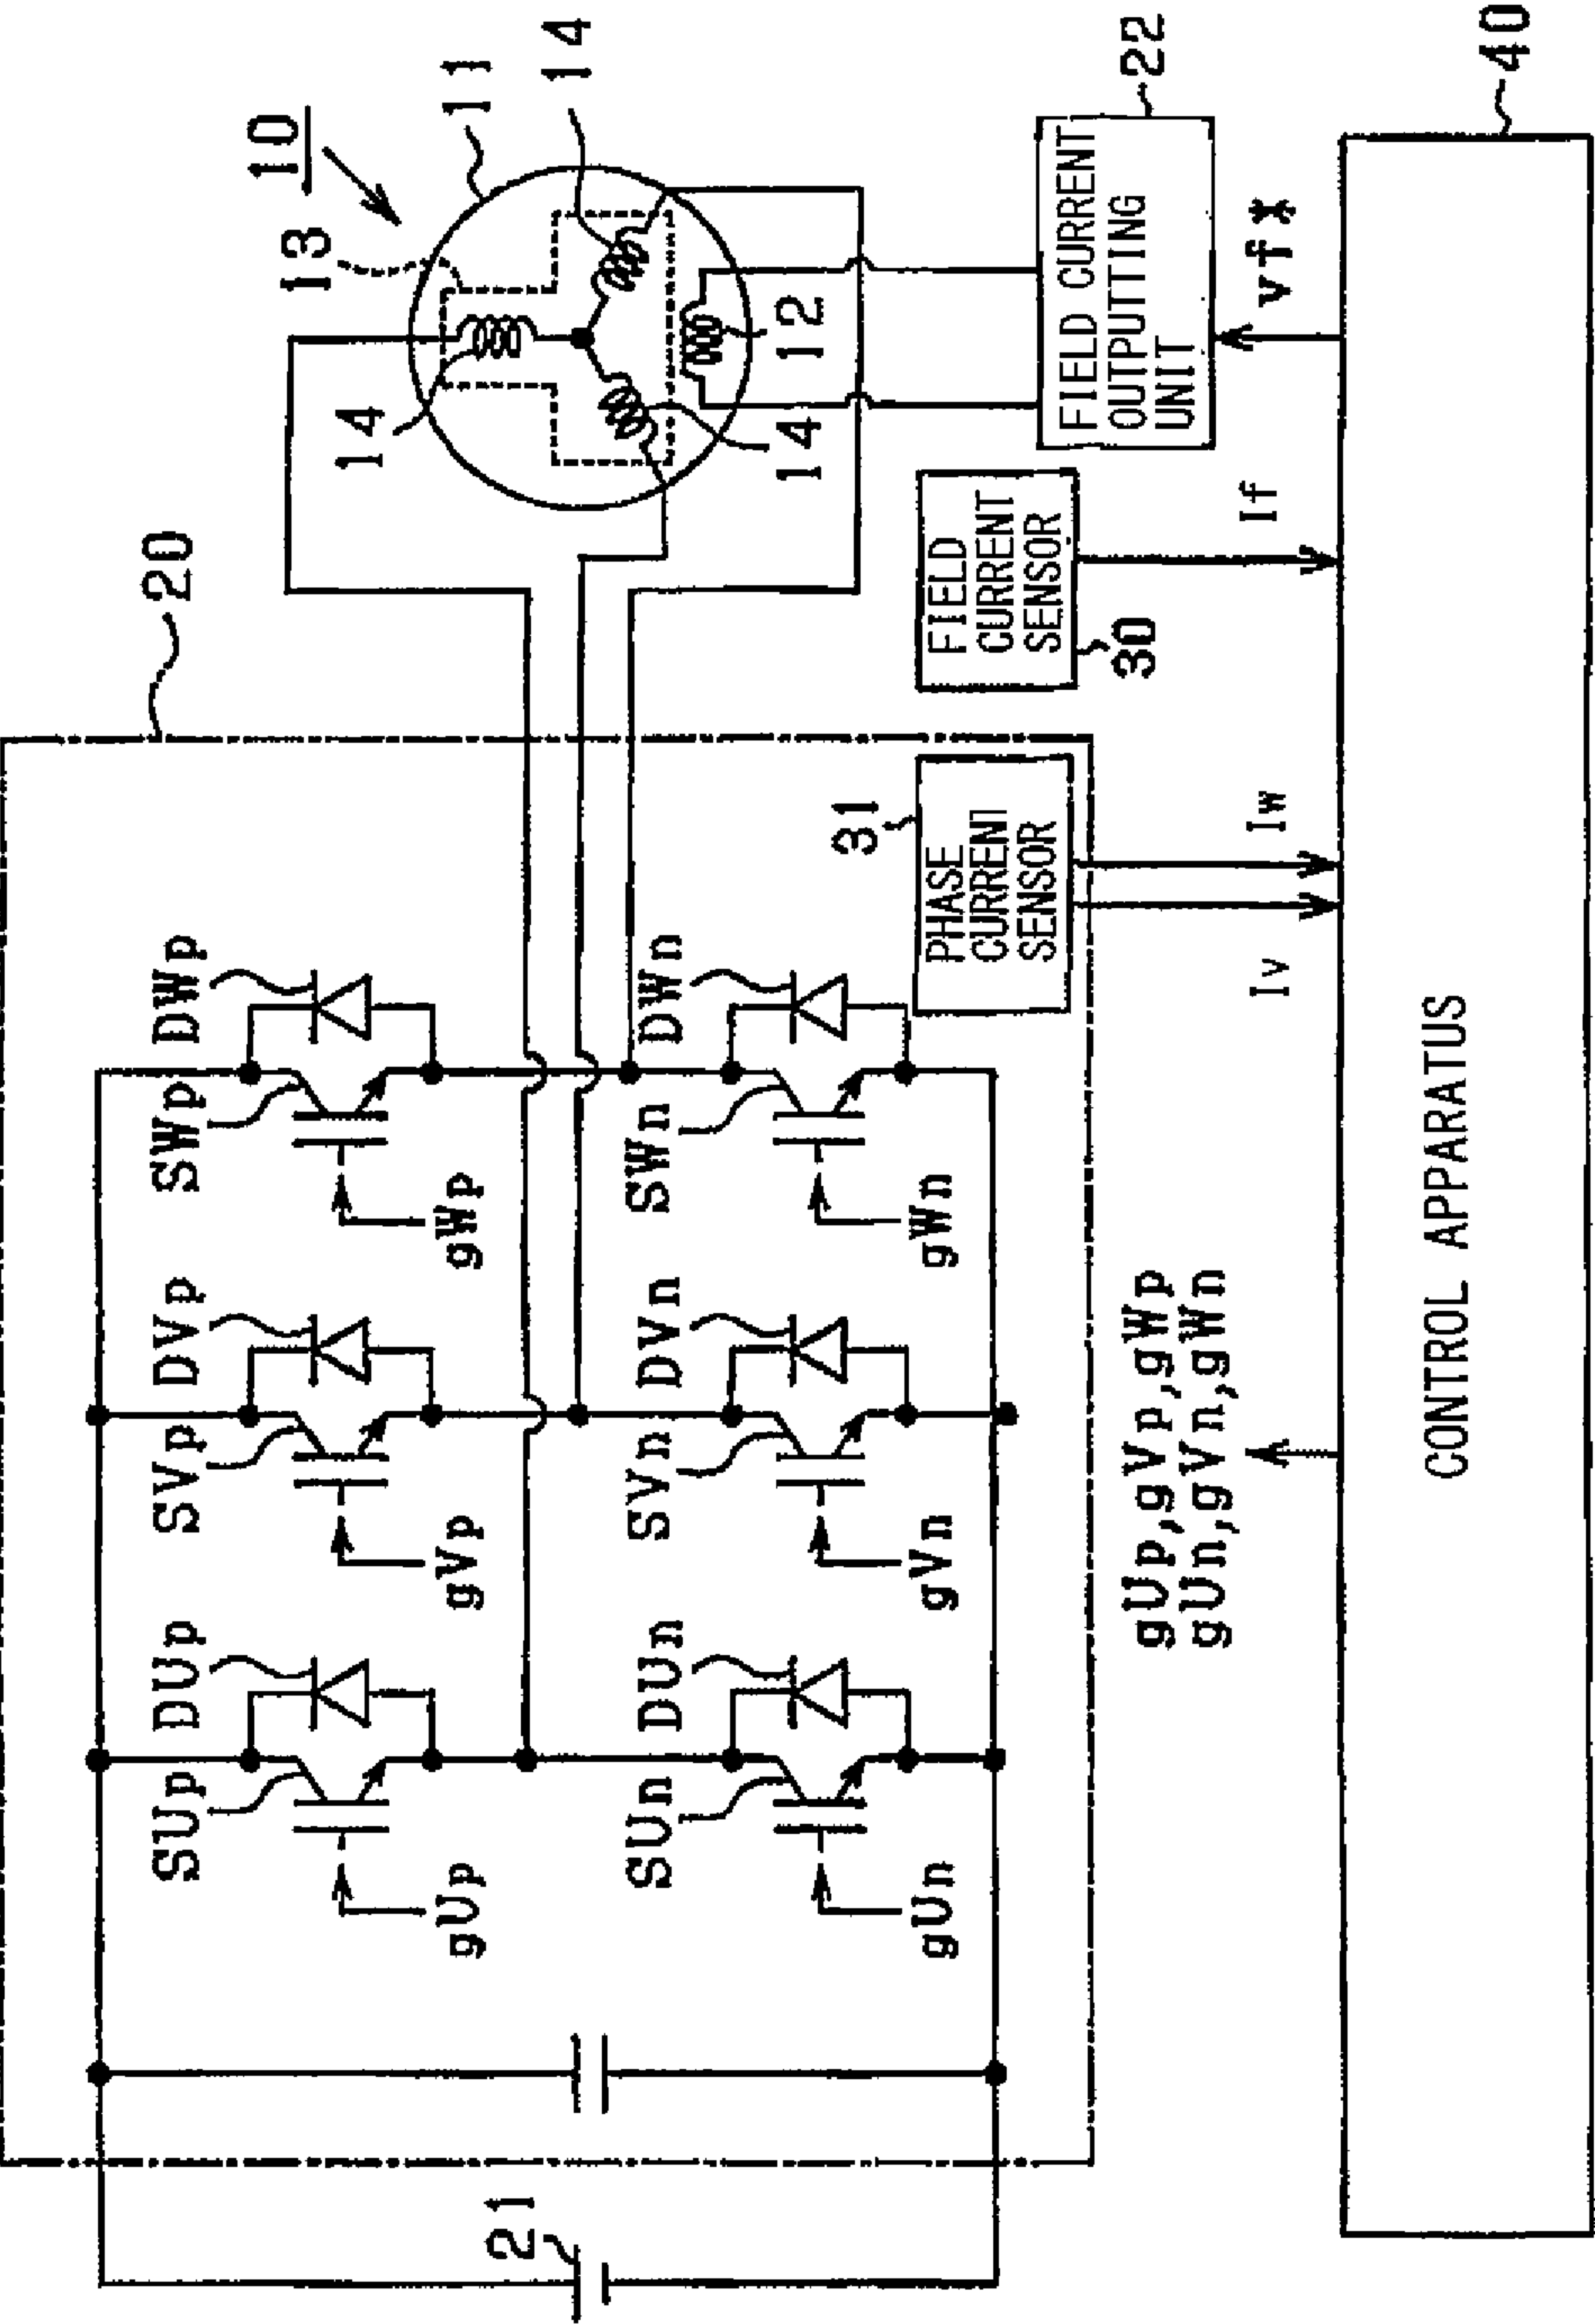 20
10
11
13
14
14
14
12
SUp DUp
SVp DVp
SWp DWp
gUp
gVp
gWp
SUn DUn
SVn DVn
SWn DWn
gUn
gVn
gWn
21
31
PHASE
CURRENT
SENSOR
FIELD
CURRENT
SENSOR
30
FIELD CURRENT
OUTPUTTING
UNIT
22
gUp,gVp,gWp
gUn,gVn,gWn
Iv
Iw
If
vf*
CONTROL APPARATUS
40